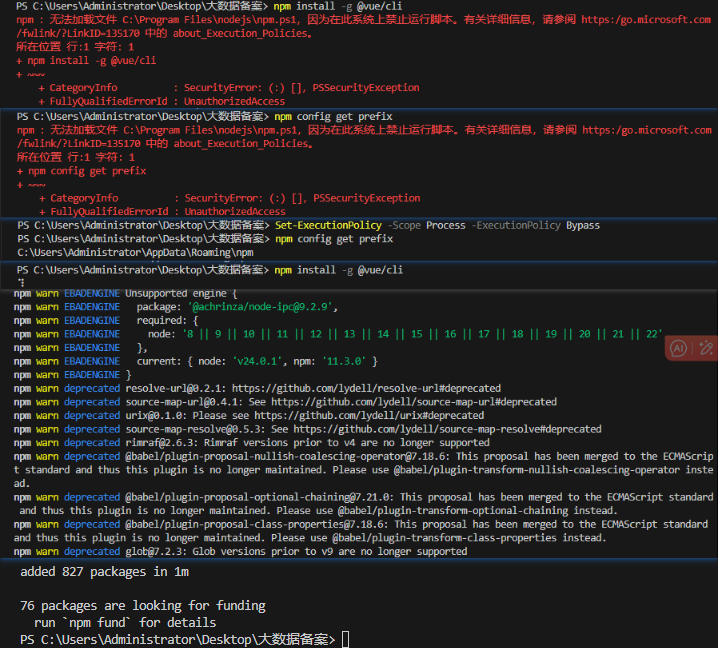 PS C:\Users\Administrator\Desktop\大数据备案> npm install -g @vue/cli
npm : 无法加载文件 C:\Program Files\nodejs\npm.ps1，因为在此系统上禁止运行脚本。有关详细信息，请参阅 https:/go.microsoft.com
/fwlink/?LinkID=135170 中的 about_Execution_Policies。
所在位置 行:1 字符: 1
+ npm install -g @vue/cli
+ ~~~
+ CategoryInfo : SecurityError: (:) [], PSSecurityException
+ FullyQualifiedErrorId : UnauthorizedAccess
PS C:\Users\Administrator\Desktop\大数据备案> npm config get prefix
npm : 无法加载文件 C:\Program Files\nodejs\npm.ps1，因为在此系统上禁止运行脚本。有关详细信息，请参阅 https:/go.microsoft.com
/fwlink/?LinkID=135170 中的 about_Execution_Policies。
所在位置 行:1 字符: 1
+ npm config get prefix
+ ~~~
+ CategoryInfo : SecurityError: (:) [], PSSecurityException
+ FullyQualifiedErrorId : UnauthorizedAccess
PS C:\Users\Administrator\Desktop\大数据备案> Set-ExecutionPolicy -Scope Process -ExecutionPolicy Bypass
PS C:\Users\Administrator\Desktop\大数据备案> npm config get prefix
C:\Users\Administrator\AppData\Roaming\npm
PS C:\Users\Administrator\Desktop\大数据备案> npm install -g @vue/cli
npm warn EBADENGINE Unsupported engine {
npm warn EBADENGINE package: '@achrinza/node-ipc@9.2.9',
npm warn EBADENGINE required: {
npm warn EBADENGINE node: '8 || 9 || 10 || 11 || 12 || 13 || 14 || 15 || 16 || 17 || 18 || 19 || 20 || 21 || 22'
npm warn EBADENGINE },
npm warn EBADENGINE current: { node: 'v24.0.1', npm: '11.3.0' }
npm warn EBADENGINE }
npm warn deprecated resolve-url@0.2.1: https://github.com/lydell/resolve-url#deprecated
npm warn deprecated source-map-url@0.4.1: See https://github.com/lydell/source-map-url#deprecated
npm warn deprecated urix@0.1.0: Please see https://github.com/lydell/urix#deprecated
npm warn deprecated source-map-resolve@0.5.3: See https://github.com/lydell/source-map-resolve#deprecated
npm warn deprecated rimraf@2.6.3: Rimraf versions prior to v4 are no longer supported
npm warn deprecated @babel/plugin-proposal-nullish-coalescing-operator@7.18.6: This proposal has been merged to the ECMAScrip
t standard and thus this plugin is no longer maintained. Please use @babel/plugin-transform-nullish-coalescing-operator inste
ad.
npm warn deprecated @babel/plugin-proposal-optional-chaining@7.21.0: This proposal has been merged to the ECMAScript standard
and thus this plugin is no longer maintained. Please use @babel/plugin-transform-optional-chaining instead.
npm warn deprecated @babel/plugin-proposal-class-properties@7.18.6: This proposal has been merged to the ECMAScript standard
and thus this plugin is no longer maintained. Please use @babel/plugin-transform-class-properties instead.
npm warn deprecated glob@7.2.3: Glob versions prior to v9 are no longer supported
added 827 packages in 1m
76 packages are looking for funding
run `npm fund` for details
PS C:\Users\Administrator\Desktop\大数据备案>
AI